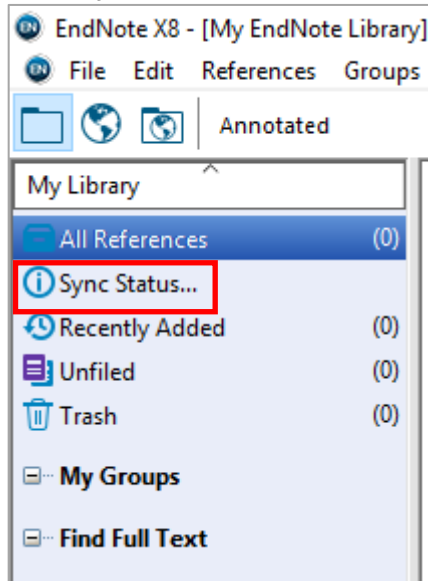 EndNote X8 - [My EndNote Library]
File Edit References Groups
Annotated
My Library
All References (0)
Sync Status...
Recently Added (0)
Unfiled (0)
Trash (0)
My Groups
Find Full Text